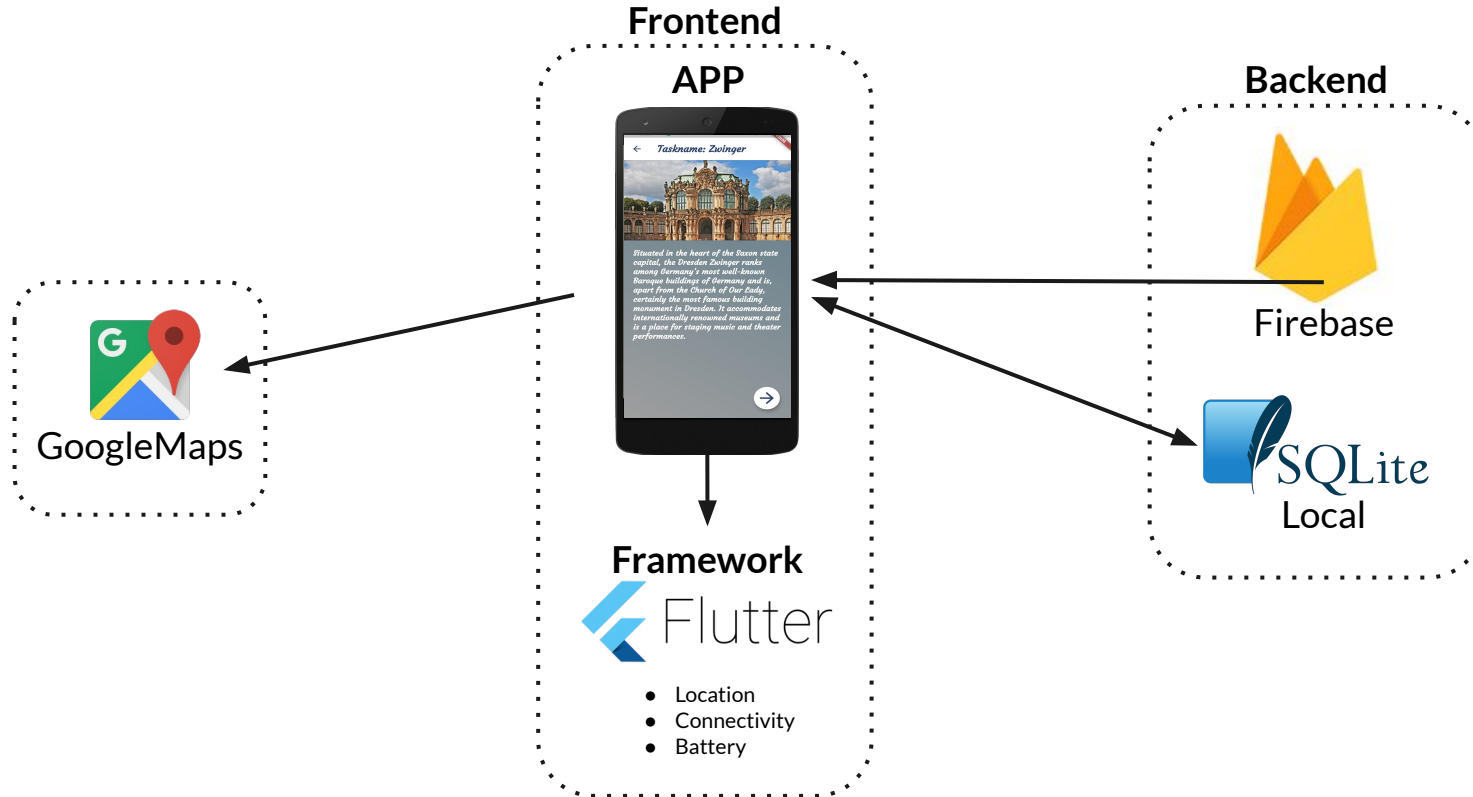 Frontend
APP
Backend
Taskname: Zwinger
Situated in the heart of the Saxon state
capital, the Dresden Zwinger ranks
among Germany's most well-known
Baroque buildings of Germany and is,
apart from the Church of Our Lady,
certainly the most famous building
monument in Dresden. It accommodates
internationally renowned museums and
is a place for staging music and theater
performances.
G
GoogleMaps
Firebase
SQLite
Local
Framework
Flutter
● Location
● Connectivity
● Battery